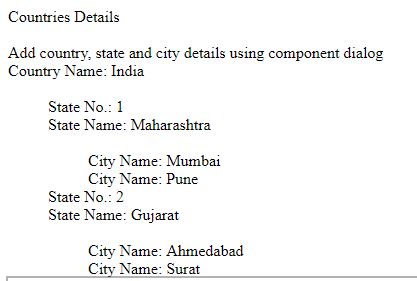 Countries Details
Add country, state and city details using component dialog
Country Name: India
State No.: 1
State Name: Maharashtra
City Name: Mumbai
City Name: Pune
State No.: 2
State Name: Gujarat
City Name: Ahmedabad
City Name: Surat